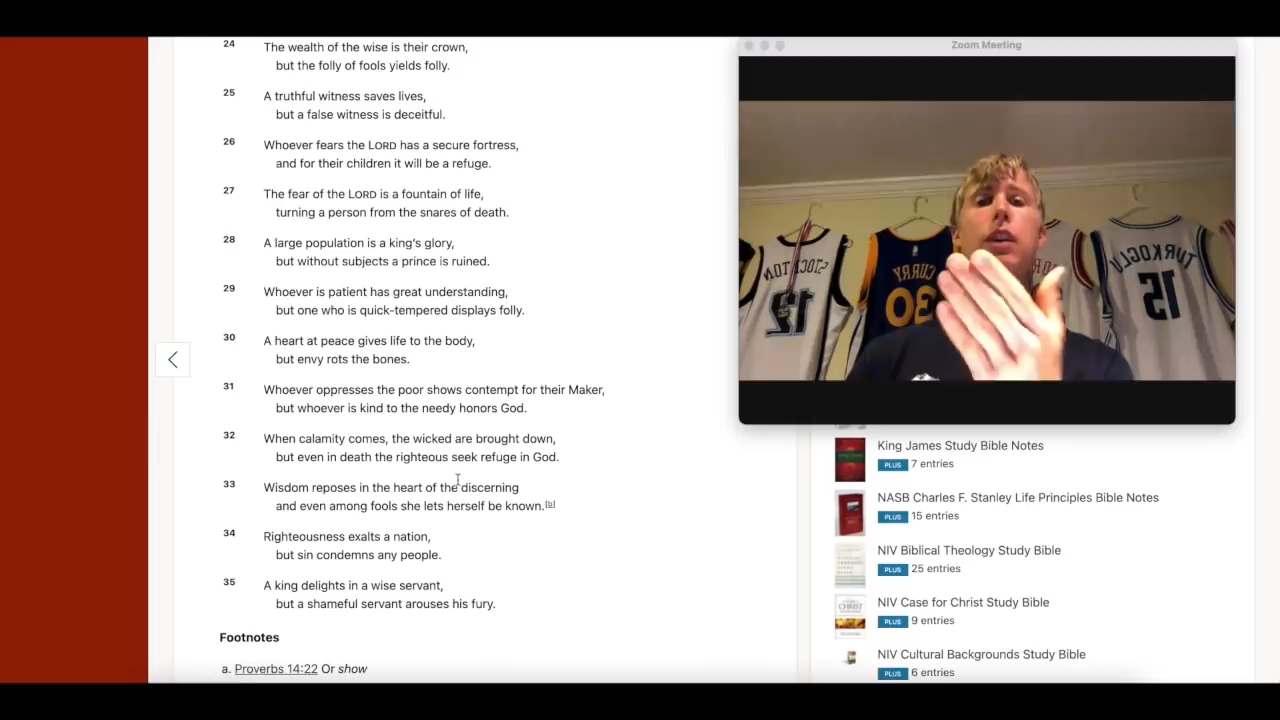 24
The wealth of the wise is their crown,
but the folly of fools yields folly.
25
A truthful witness saves lives,
but a false witness is deceitful.
26
Whoever fears the LORD has a secure fortress,
and for their children it will be a refuge.
27
The fear of the LORD is a fountain of life,
turning a person from the snares of death.
28
A large population is a king's glory,
but without subjects a prince is ruined.
29
Whoever is patient has great understanding,
but one who is quick-tempered displays folly.
30
A heart at peace gives life to the body,
but envy rots the bones.
31
Whoever oppresses the poor shows contempt for their Maker,
but whoever is kind to the needy honors God.
32
When calamity comes, the wicked are brought down,
but even in death the righteous seek refuge in God.
33
Wisdom reposes in the heart of the discerning
and even among fools she lets herself be known.[b]
34
Righteousness exalts a nation,
but sin condemns any people.
35
A king delights in a wise servant,
but a shameful servant arouses his fury.
Footnotes
a. Proverbs 14:22 Or show
Zoom Meeting
STOCKTON
12
CURRY
30
TURKOGLU
15
King James Study Bible Notes
PLUS 7 entries
NASB Charles F. Stanley Life Principles Bible Notes
PLUS 15 entries
NIV Biblical Theology Study Bible
PLUS 25 entries
NIV Case for Christ Study Bible
PLUS 9 entries
NIV Cultural Backgrounds Study Bible
PLUS 6 entries